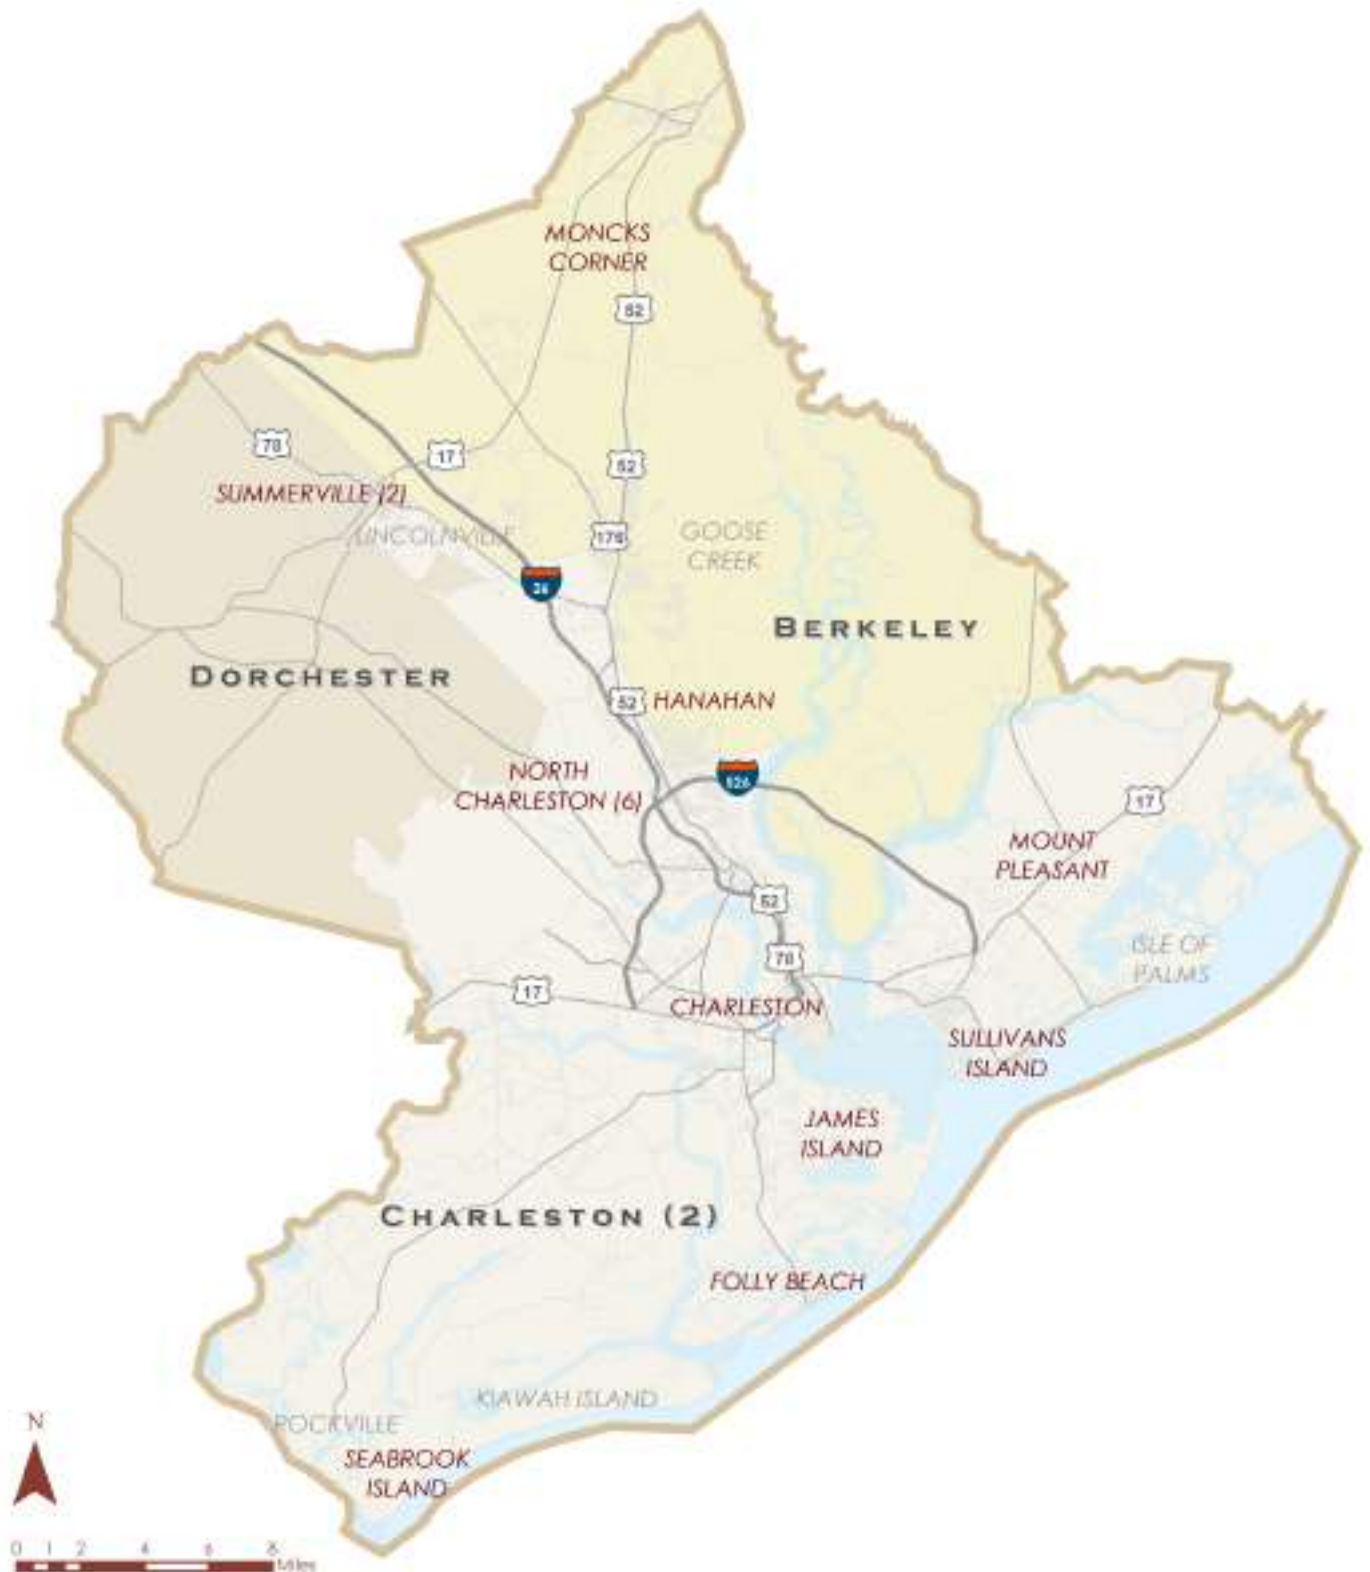 MONCKS
CORNER
52
78
17
52
SUMMERVILLE (2)
LINCOLNVILLE
176
GOOSE
CREEK
26
BERKELEY
DORCHESTER
52
HANAHAN
NORTH
CHARLESTON (6)
526
17
MOUNT
PLEASANT
52
ISLE OF
PALMS
78
17
CHARLESTON
SULLIVANS
ISLAND
JAMES
ISLAND
CHARLESTON (2)
FOLLY BEACH
KIAWAH ISLAND
ROCKVILLE
SEABROOK
ISLAND
N
0 1 2 4 6 8
Miles